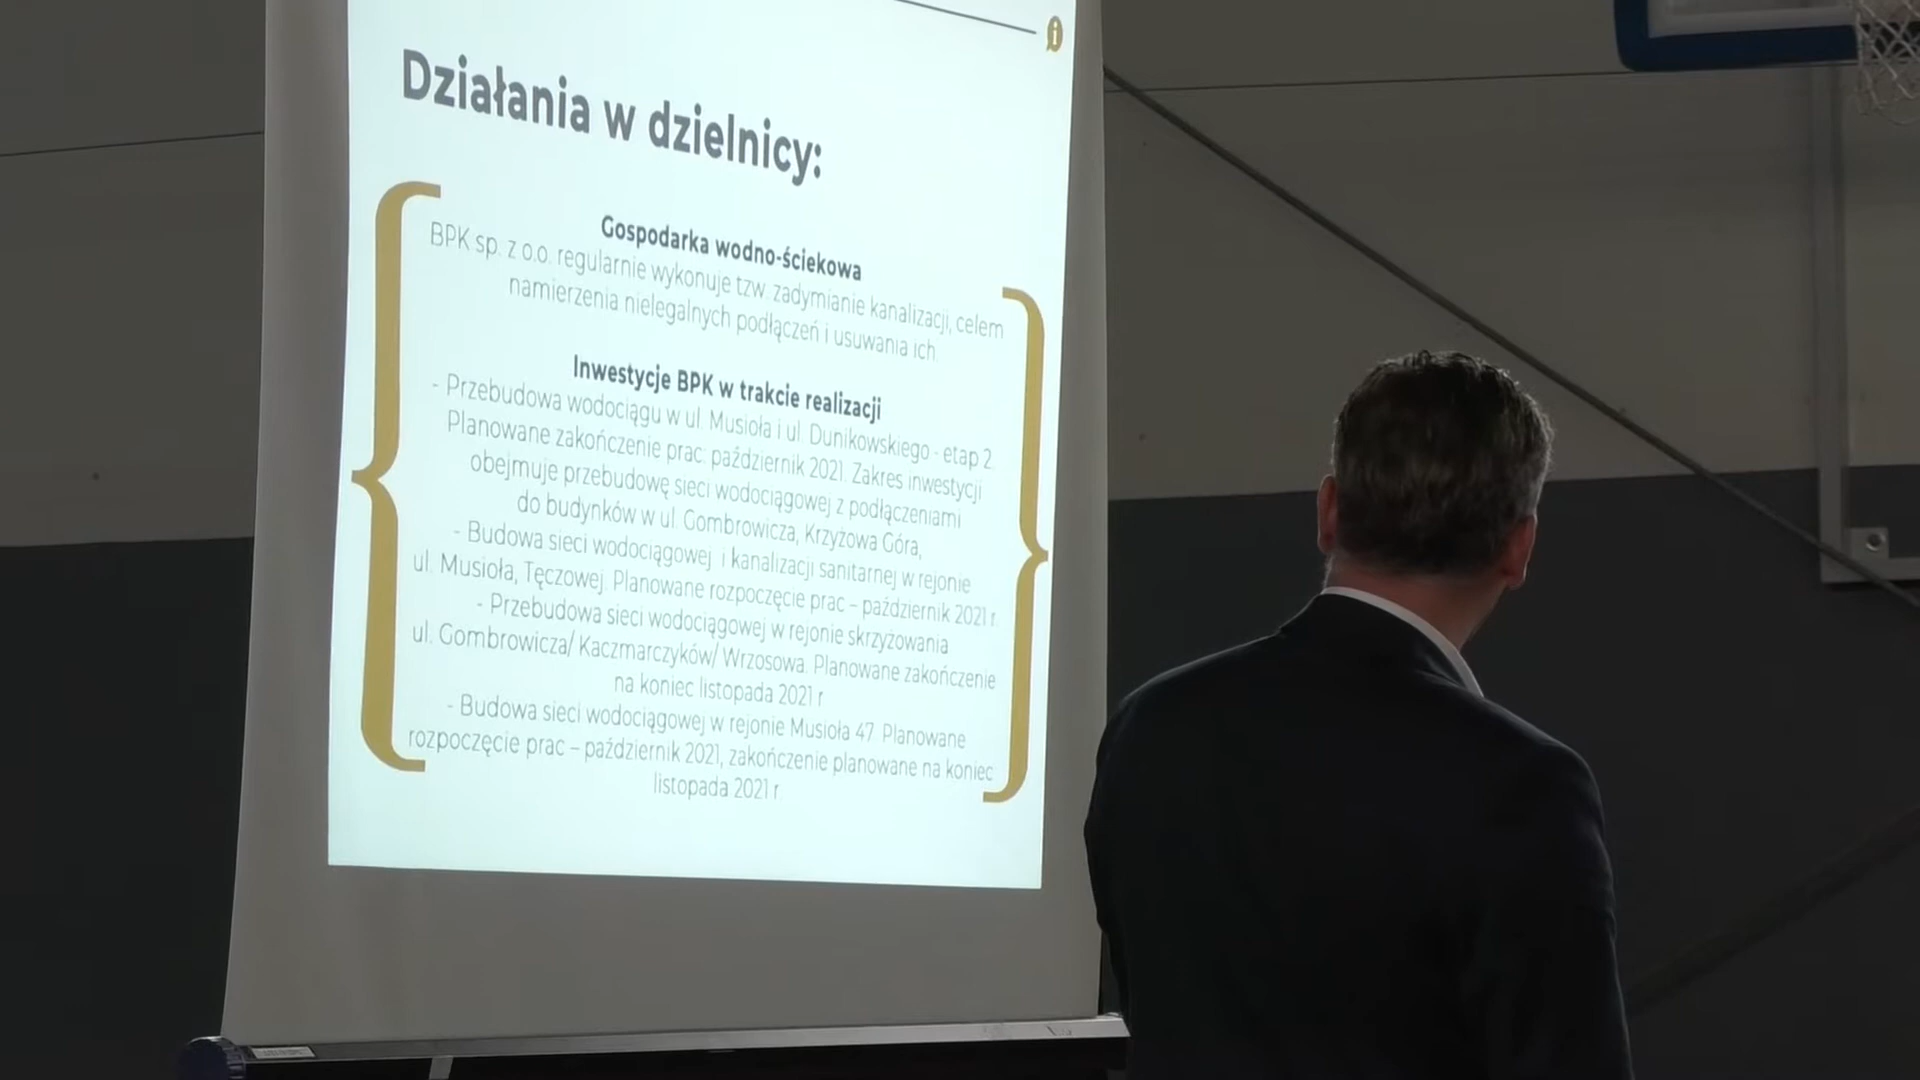 Działania w dzielnicy:
Gospodarka wodno-ściekowa
BPK sp. z o.o. regularnie wykonuje tzw. zadymianie kanalizacji, celem
namierzenia nielegalnych podłączeń i usuwania ich.
Inwestycje BPK w trakcie realizacji
- Przebudowa wodociągu w ul. Musioła i ul. Dunikowskiego - etap 2.
Planowane zakończenie prac: październik 2021. Zakres inwestycji
obejmuje przebudowę sieci wodociągowej z podłączeniami
do budynków w ul. Gombrowicza, Krzyżowa Góra,
- Budowa sieci wodociągowej i kanalizacji sanitarnej w rejonie
ul. Musioła, Tęczowej. Planowane rozpoczęcie prac – październik 2021 r.
- Przebudowa sieci wodociągowej w rejonie skrzyżowania
ul. Gombrowicza/ Kaczmarczyków/ Wrzosowa. Planowane zakończenie
na koniec listopada 2021 r.
- Budowa sieci wodociągowej w rejonie Musioła 47. Planowane
rozpoczęcie prac – październik 2021, zakończenie planowane na koniec
listopada 2021 r.